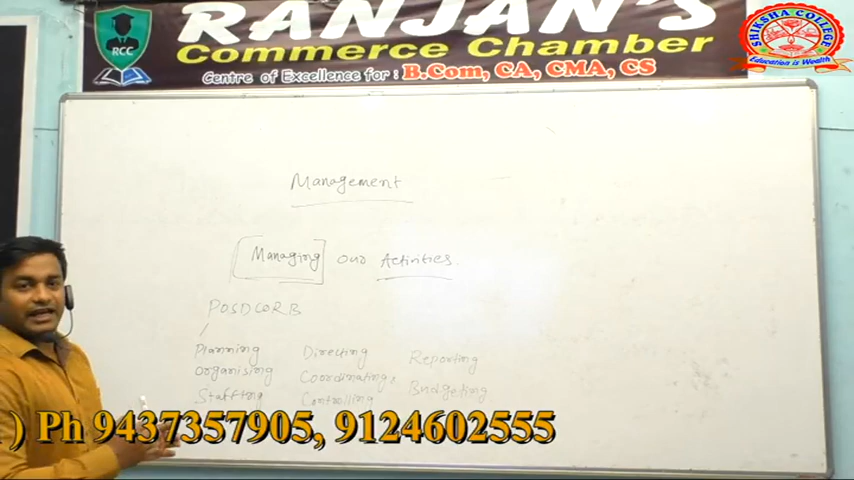 RANJAN'S
COMMERCE CHAMBER
Centre of Excellence for : B.Com, CA, CMA, CS
RCC
SHIKSHA COLLEGE
Education is Wealth
Management
Managing our Activities.
POSDCORB
Planning Directing Reporting
Organising Coordinating Budgeting
Staffing Controlling
) Ph 9437357905, 9124602555